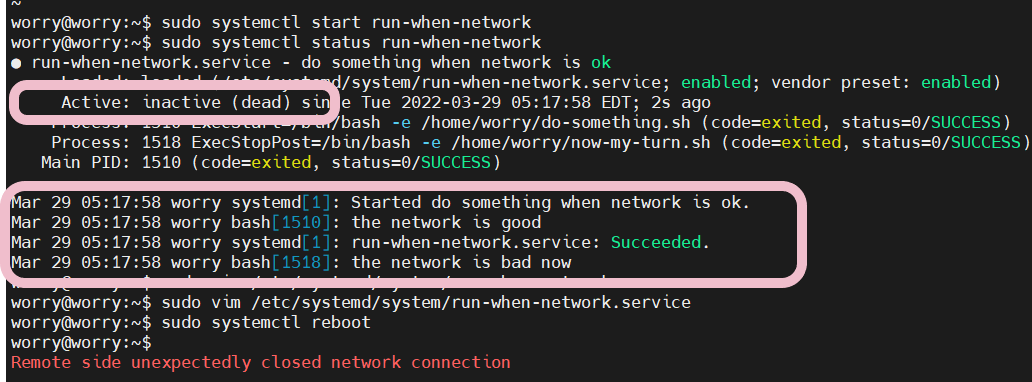 ~
worry@worry:~$ sudo systemctl start run-when-network
worry@worry:~$ sudo systemctl status run-when-network
● run-when-network.service - do something when network is ok
Loaded: loaded (/etc/systemd/system/run-when-network.service; enabled; vendor preset: enabled)
Active: inactive (dead) since Tue 2022-03-29 05:17:58 EDT; 2s ago
Process: 1510 ExecStart=/bin/bash -e /home/worry/do-something.sh (code=exited, status=0/SUCCESS)
Process: 1518 ExecStopPost=/bin/bash -e /home/worry/now-my-turn.sh (code=exited, status=0/SUCCESS)
Main PID: 1510 (code=exited, status=0/SUCCESS)
Mar 29 05:17:58 worry systemd[1]: Started do something when network is ok.
Mar 29 05:17:58 worry bash[1510]: the network is good
Mar 29 05:17:58 worry systemd[1]: run-when-network.service: Succeeded.
Mar 29 05:17:58 worry bash[1518]: the network is bad now
worry@worry:~$ sudo vim /etc/systemd/system/run-when-network.service
worry@worry:~$ sudo systemctl reboot
worry@worry:~$
Remote side unexpectedly closed network connection